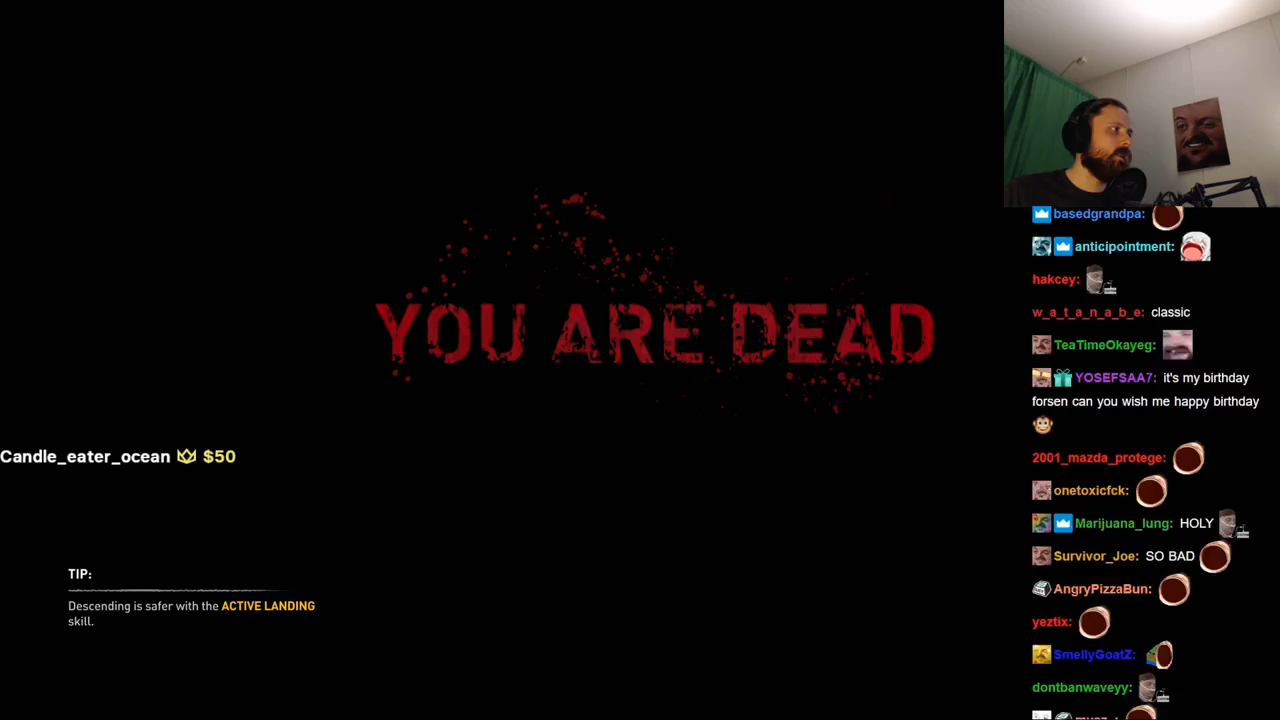 YOU ARE DEAD
Candle_eater_ocean $50
TIP:
Descending is safer with the ACTIVE LANDING
skill.
basedgrandpa:
anticipointment:
hakcey:
w_a_t_a_n_a_b_e: classic
TeaTimeOkayeg:
YOSEFSAA7: it's my birthday
forsen can you wish me happy birthday
2001_mazda_protege:
onetoxicfck:
Marijuana_lung: HOLY
Survivor_Joe: SO BAD
AngryPizzaBun:
yeztix:
SmellyGoatZ:
dontbanwaveyy: